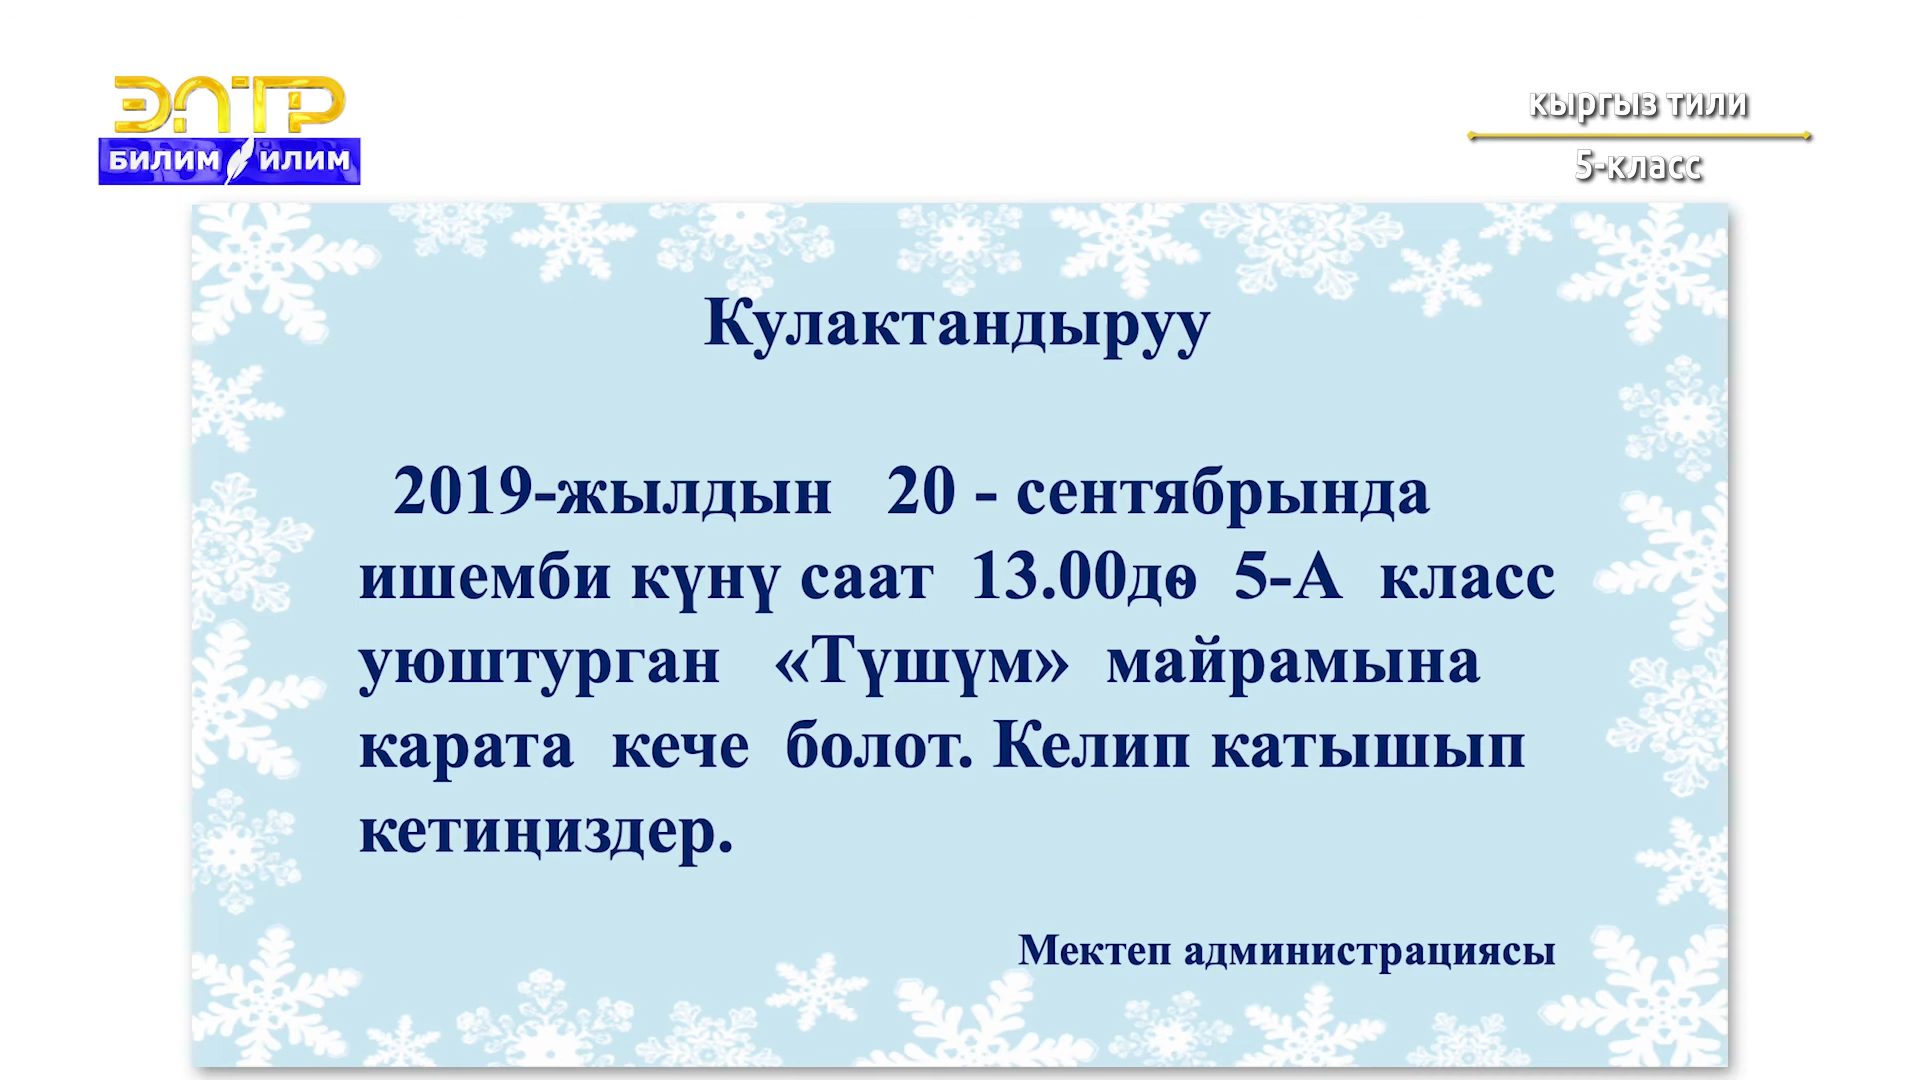 ЭЛТР
БИЛИМ ИЛИМ
кыргыз тили
5-класс
Кулактандыруу
2019-жылдын 20 - сентябрында
ишемби күнү саат 13.00дө 5-А класс
уюштурган «Түшүм» майрамына
карата кече болот. Келип катышып
кетиңиздер.
Мектеп администрациясы